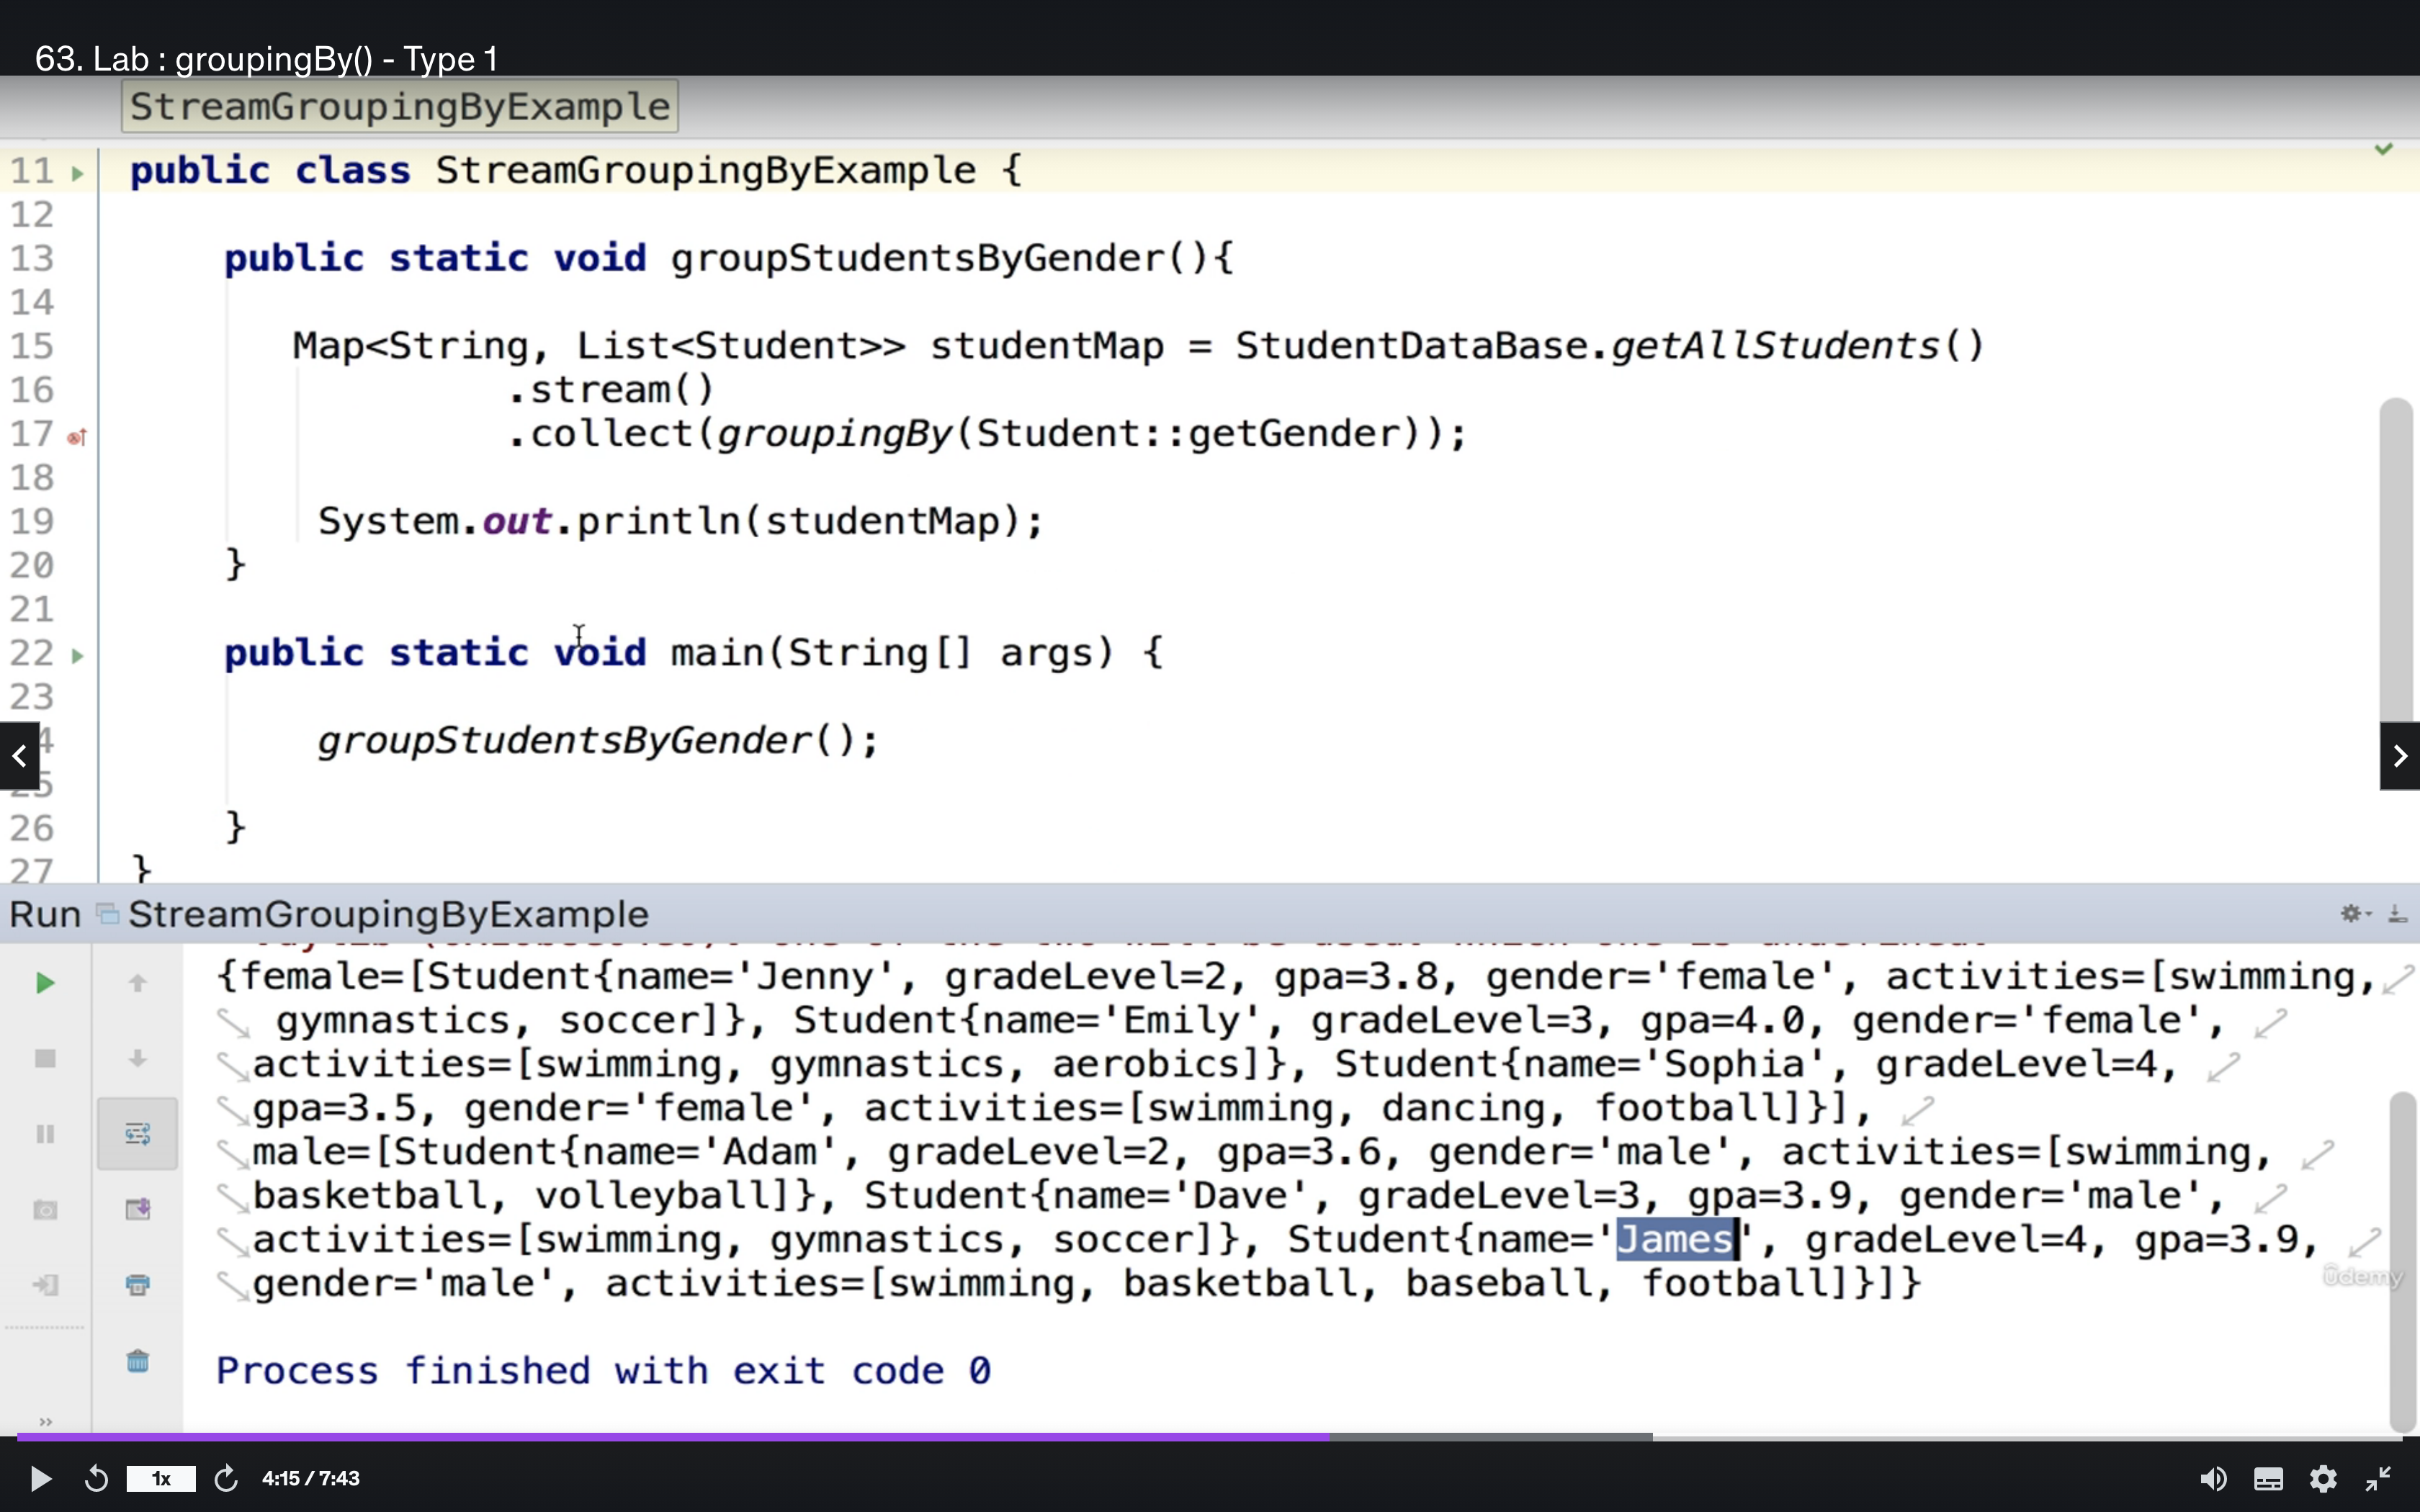 63. Lab : groupingBy() - Type 1
StreamGroupingByExample
11 public class StreamGroupingByExample {
12
13 public static void groupStudentsByGender(){
14
15 Map<String, List<Student>> studentMap = StudentDataBase.getAllStudents()
16 .stream()
17 .collect(groupingBy(Student::getGender));
18
19 System.out.println(studentMap);
20 }
21
22 public static void main(String[] args) {
23
4 groupStudentsByGender();
5
26 }
27 }
Run StreamGroupingByExample
{female=[Student{name='Jenny', gradeLevel=2, gpa=3.8, gender='female', activities=[swimming,
gymnastics, soccer]}, Student{name='Emily', gradeLevel=3, gpa=4.0, gender='female',
activities=[swimming, gymnastics, aerobics]}, Student{name='Sophia', gradeLevel=4,
gpa=3.5, gender='female', activities=[swimming, dancing, football]}],
male=[Student{name='Adam', gradeLevel=2, gpa=3.6, gender='male', activities=[swimming,
basketball, volleyball]}, Student{name='Dave', gradeLevel=3, gpa=3.9, gender='male',
activities=[swimming, gymnastics, soccer]}, Student{name='James', gradeLevel=4, gpa=3.9,
gender='male', activities=[swimming, basketball, baseball, football]}]}
ûdemy
Process finished with exit code 0
1x 4:15 / 7:43